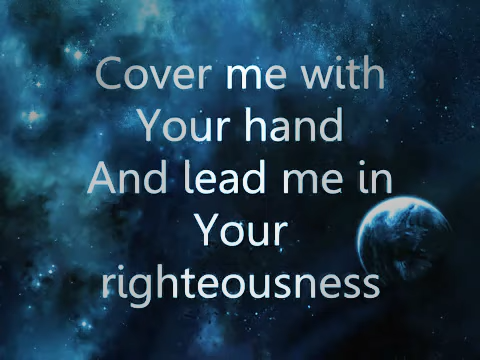 Cover me with
Your hand
And lead me in
Your
righteousness